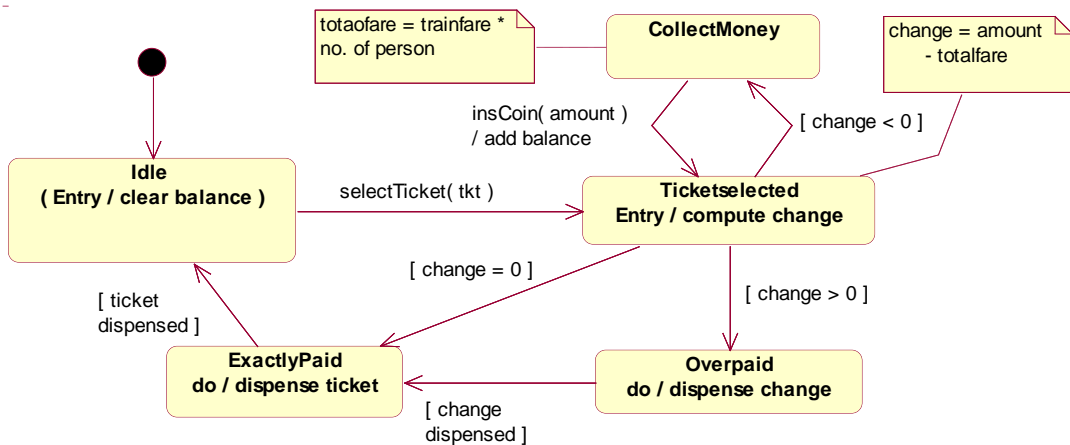 totaofare = trainfare *
no. of person
CollectMoney
change = amount
- totalfare
insCoin( amount )
/ add balance
[ change < 0 ]
Idle
( Entry / clear balance )
selectTicket( tkt )
Ticketselected
Entry / compute change
[ change = 0 ]
[ change > 0 ]
[ ticket
dispensed ]
ExactlyPaid
do / dispense ticket
Overpaid
do / dispense change
[ change
dispensed ]